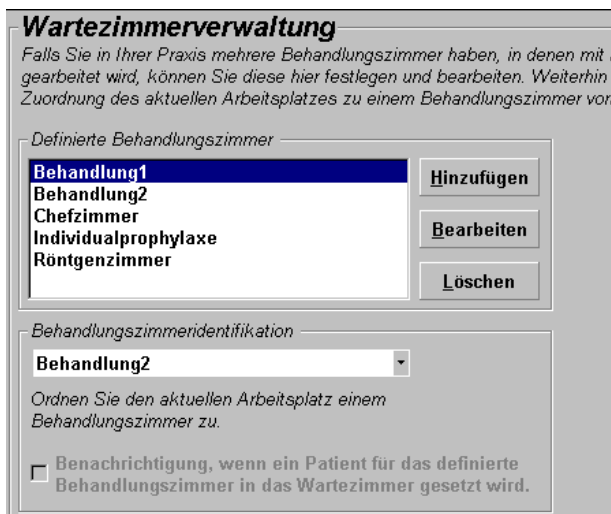 Wartezimmerverwaltung
Falls Sie in Ihrer Praxis mehrere Behandlungszimmer haben, in denen mit
gearbeitet wird, können Sie diese hier festlegen und bearbeiten. Weiterhin
Zuordnung des aktuellen Arbeitsplatzes zu einem Behandlungszimmer vor
Definierte Behandlungszimmer
Behandlung1
Behandlung2
Chefzimmer
Individualprophylaxe
Röntgenzimmer
Hinzufügen
Bearbeiten
Löschen
Behandlungszimmeridentifikation
Behandlung2
Ordnen Sie den aktuellen Arbeitsplatz einem
Behandlungszimmer zu.
Benachrichtigung, wenn ein Patient für das definierte
Behandlungszimmer in das Wartezimmer gesetzt wird.